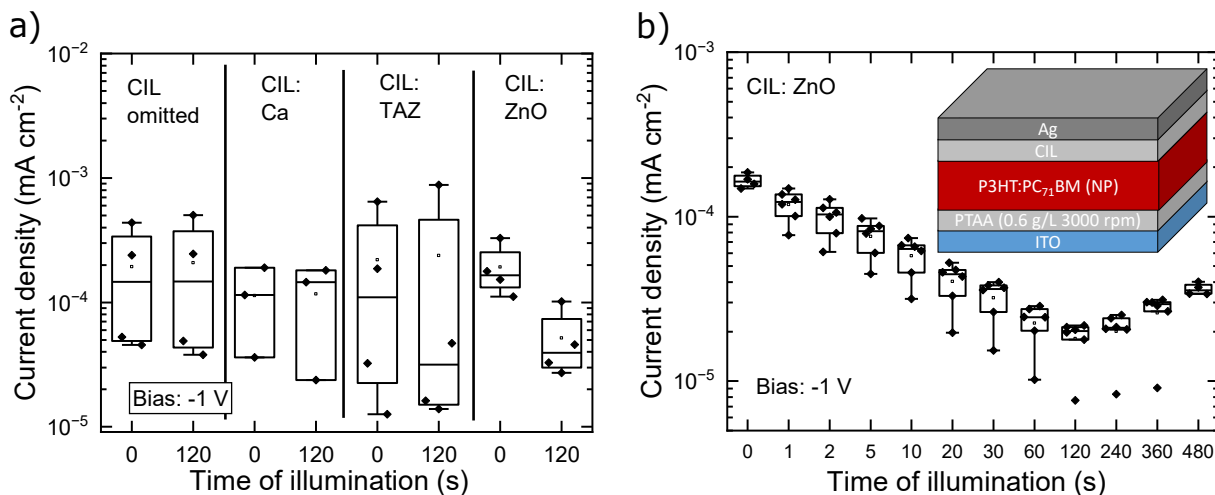 a)
Current density (mA cm⁻²)
10⁻²
10⁻³
10⁻⁴
10⁻⁵
CIL
omitted
CIL:
Ca
CIL:
TAZ
CIL:
ZnO
Bias: -1 V
0 120 0 120 0 120 0 120
Time of illumination (s)
b)
Current density (mA cm⁻²)
10⁻³
10⁻⁴
10⁻⁵
CIL: ZnO
Ag
CIL
P3HT:PC₇₁BM (NP)
PTAA (0.6 g/L 3000 rpm)
ITO
Bias: -1 V
0 1 2 5 10 20 30 60 120 240 360 480
Time of illumination (s)